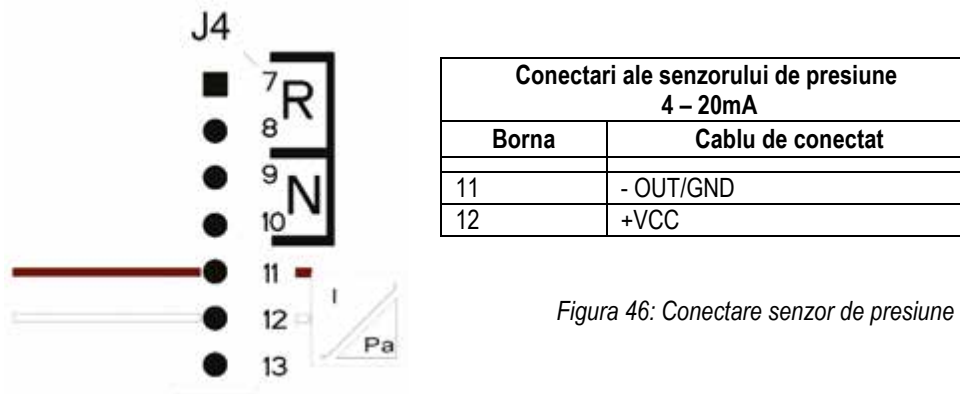 J4
7
R
8
9
N
10
11
I
12
Pa
13
Conectari ale senzorului de presiune
4 – 20mA
Borna Cablu de conectat
11 - OUT/GND
12 +VCC
Figura 46: Conectare senzor de presiune